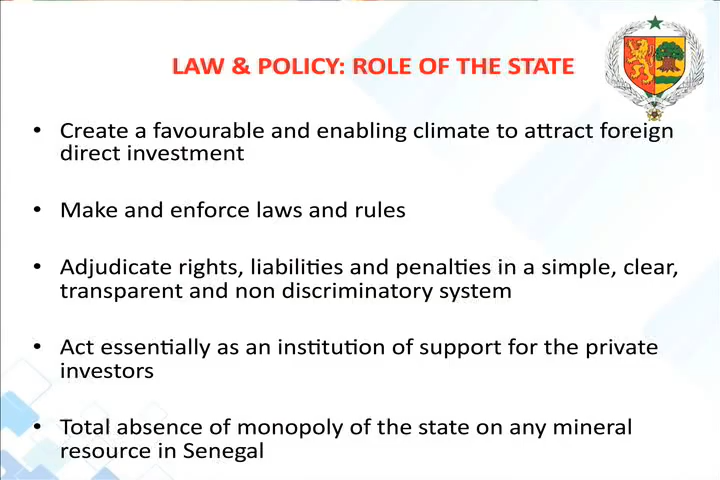 LAW & POLICY: ROLE OF THE STATE
• Create a favourable and enabling climate to attract foreign
direct investment
• Make and enforce laws and rules
• Adjudicate rights, liabilities and penalties in a simple, clear,
transparent and non discriminatory system
• Act essentially as an institution of support for the private
investors
• Total absence of monopoly of the state on any mineral
resource in Senegal